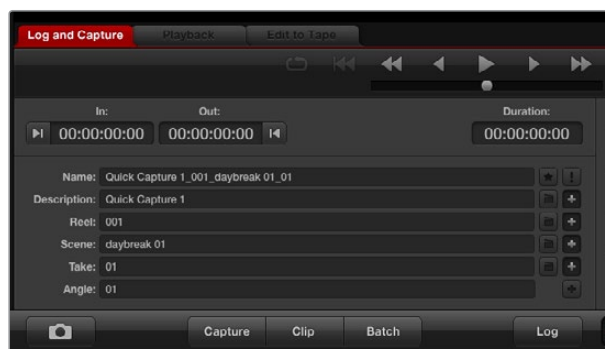 Log and Capture Playback Edit to Tape
In: Out: Duration:
00:00:00:00 00:00:00:00 00:00:00:00
Name: Quick Capture 1_001_daybreak 01_01
Description: Quick Capture 1
Reel: 001
Scene: daybreak 01
Take: 01
Angle: 01
Capture Clip Batch Log